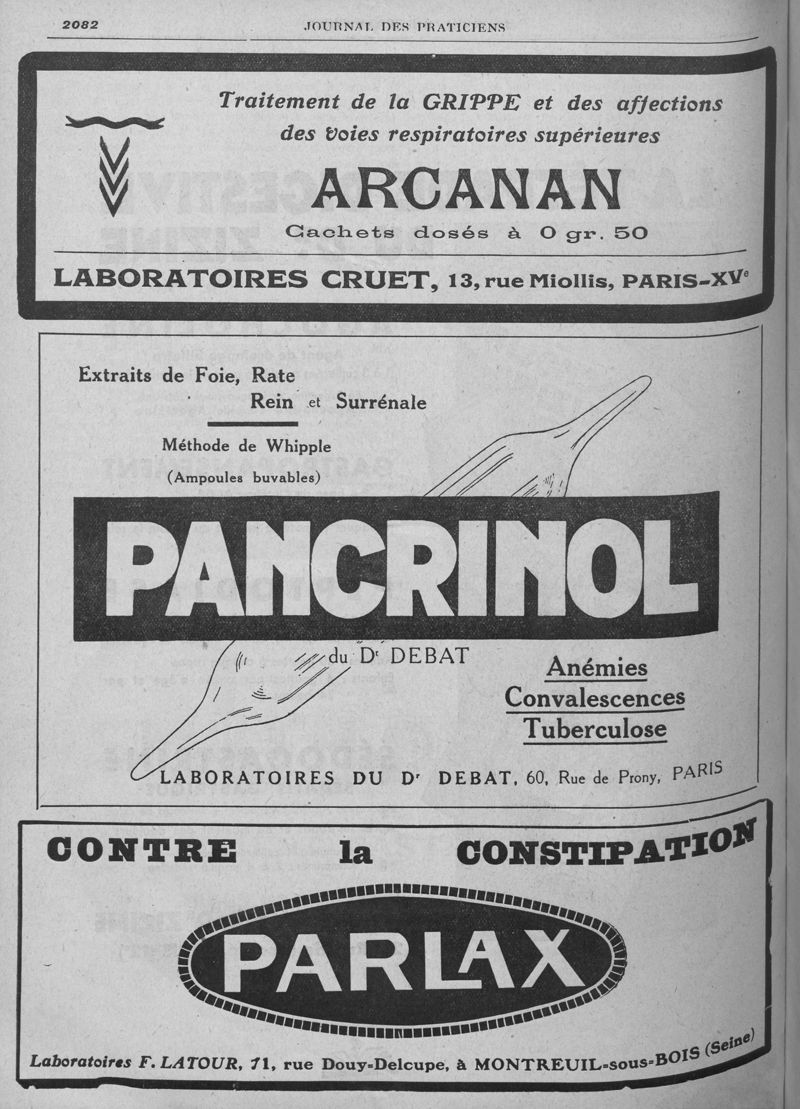 2082
JOURNAL DES PRATICIENS
Traitement de la GRIPPE et des affections
des Voies respiratoires supérieures
ARCANAN
Cachets dosés à 0 gr. 50
LABORATOIRES CRUET, 13, rue Miollis, PARIS-XVe
Extraits de Foie, Rate
Rein et Surrénale
Méthode de Whipple
(Ampoules buvables)
PANCRINOL
du Dr DEBAT
Anémies
Convalescences
Tuberculose
LABORATOIRES DU Dr DEBAT, 60, Rue de Prony, PARIS
CONTRE la CONSTIPATION
PARLAX
Laboratoires F. LATOUR, 71, rue Douy-Delcupe, à MONTREUIL-sous-BOIS (Seine)